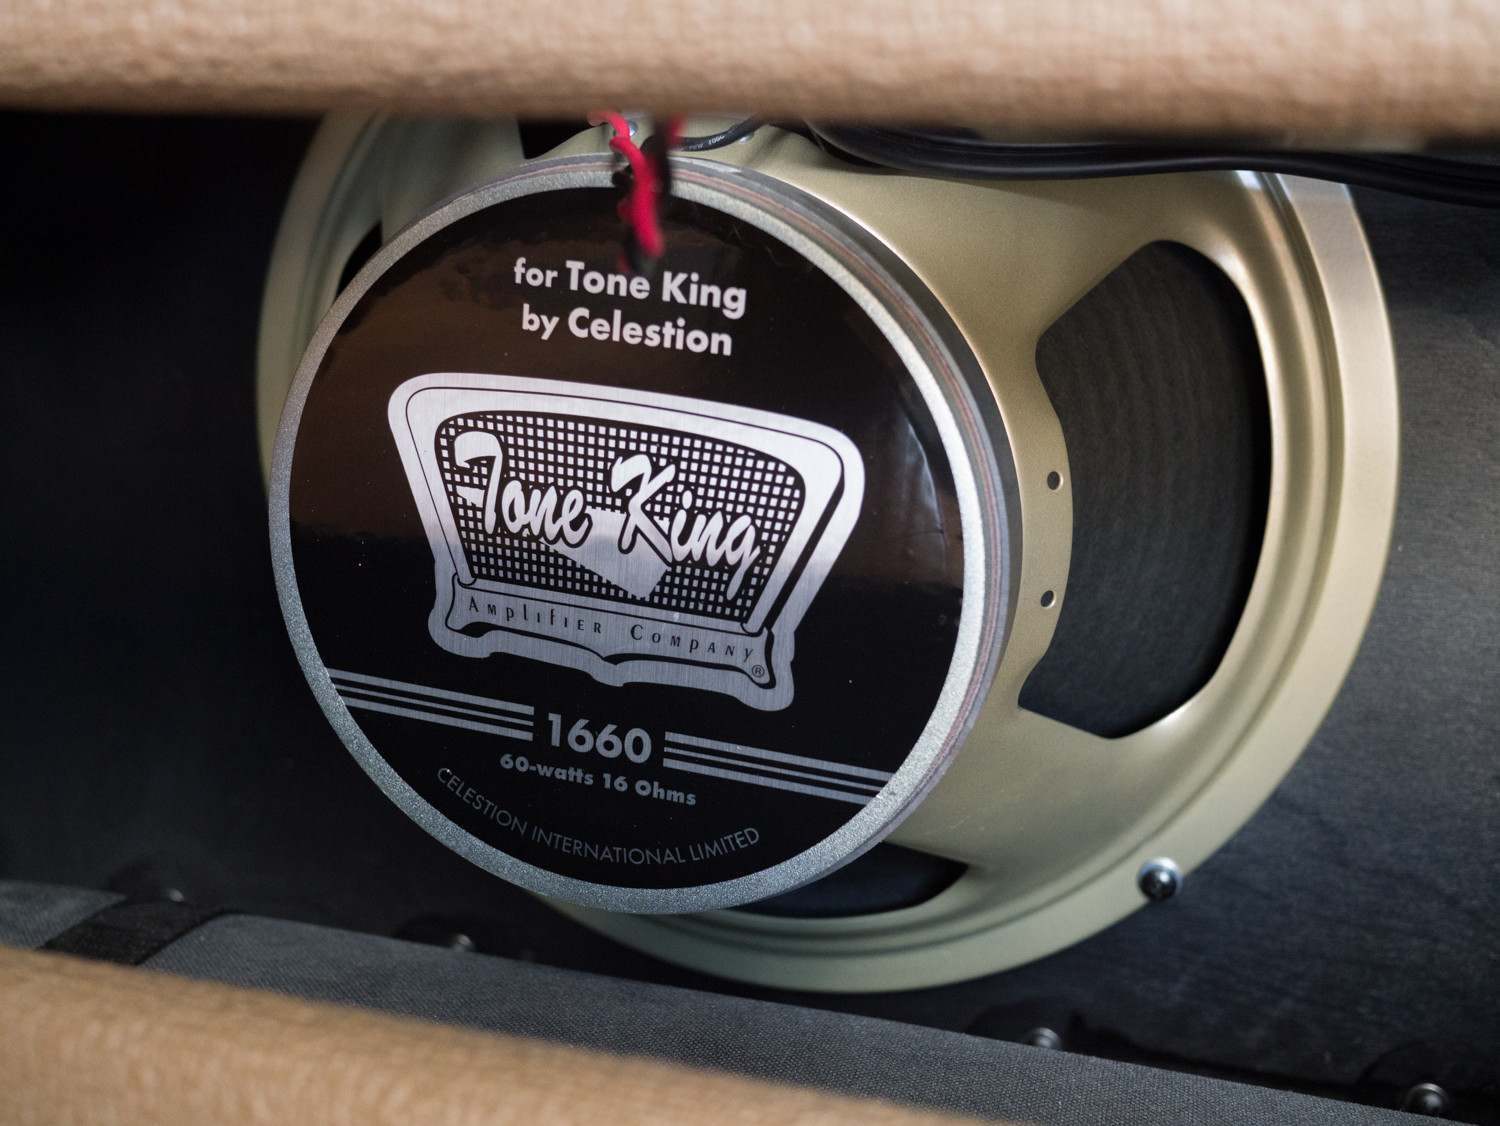 for Tone King
by Celestion
Tone King
Amplifier Company®
1660
60-watts 16 Ohms
CELESTION INTERNATIONAL LIMITED